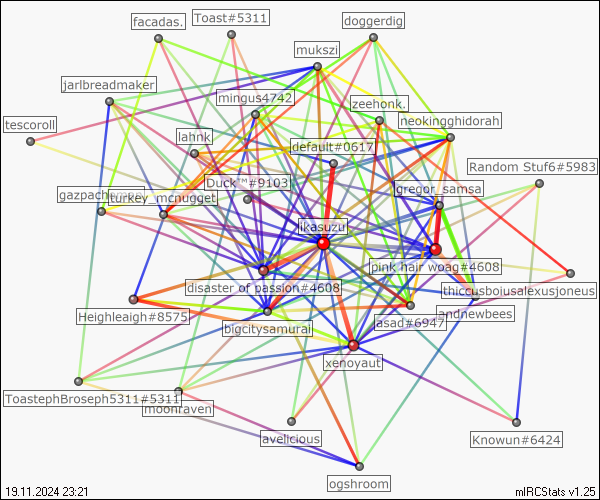 facadas.
Toast#5311
doggerdig
mukszi
jarlbreadmaker
mingus4742
zeehonk.
neokingghidorah
tescoroll
lahnk
default#0617
Random Stuf6#5983
Duck™#9103
gregor_samsa
turkey_mcnugget
likasuzu
pink hair woag#4608
disaster of passion#4608
thiccusboiusalexusjoneus
Heighleaigh#8575
andnewbees
asad#6947
bigcitysamurai
xenoyaut
ToastephBroseph5311#5311
moonraven
avelicious
Knowun#6424
ogshroom
19.11.2024 23:21
mIRCStats v1.25